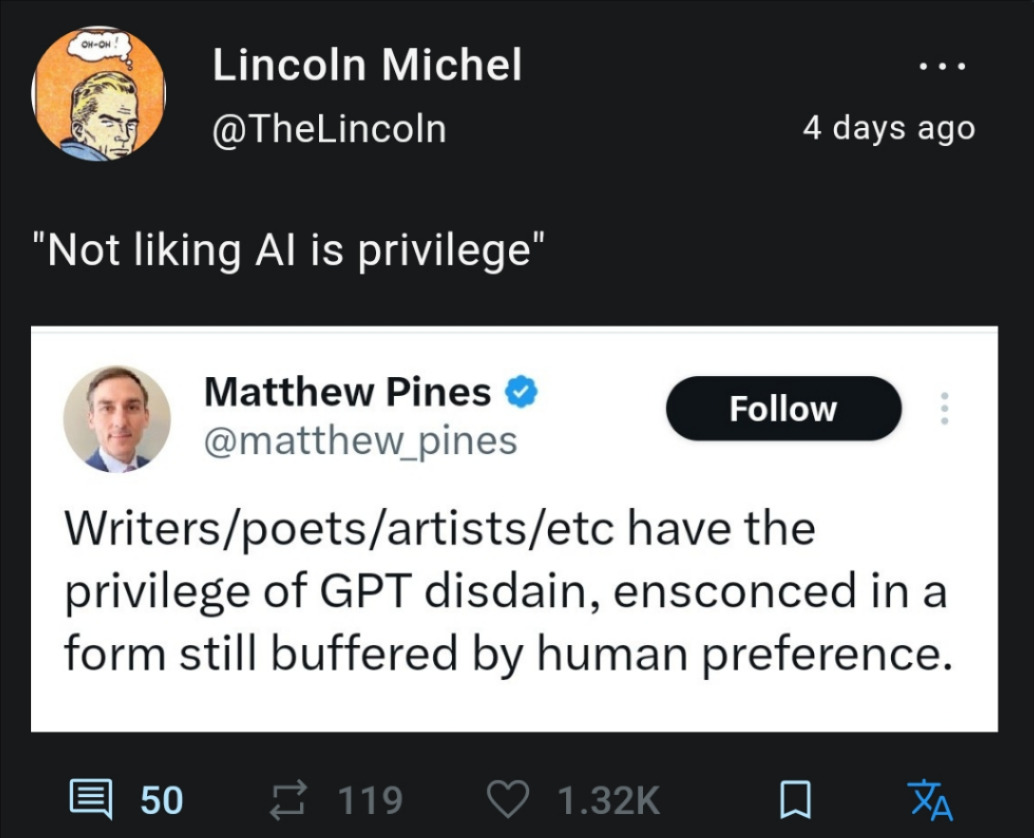 OH-OH!
Lincoln Michel
@TheLincoln
4 days ago
"Not liking AI is privilege"
Matthew Pines
@matthew_pines
Follow
Writers/poets/artists/etc have the
privilege of GPT disdain, ensconced in a
form still buffered by human preference.
50 119 1.32K